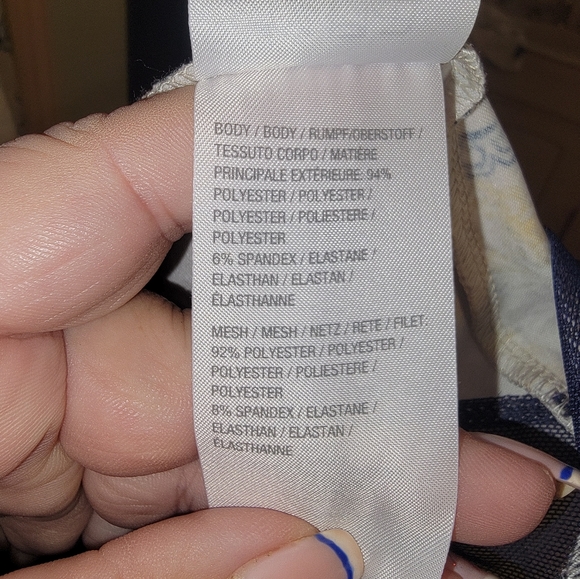 BODY / BODY / RUMPF/OBERSTOFF /
TESSUTO CORPO / MATIÈRE
PRINCIPALE EXTÉRIEURE: 94%
POLYESTER / POLYESTER /
POLYESTER / POLIESTERE /
POLYESTER
6% SPANDEX / ELASTANE /
ELASTHAN / ELASTAN /
ÉLASTHANNE
MESH / MESH / NETZ / RETE / FILET:
92% POLYESTER / POLYESTER /
POLYESTER / POLIESTERE /
POLYESTER
8% SPANDEX / ELASTANE /
ELASTHAN / ELASTAN /
ÉLASTHANNE